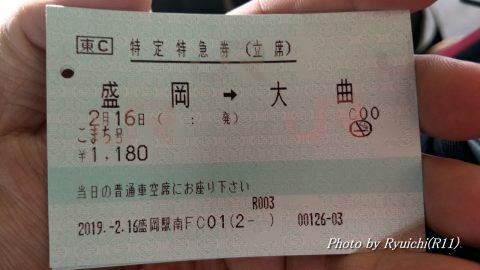 東C 特定特急券(立席)
盛岡 → 大曲
2月16日( : 発) C00
こまち号
¥1,180
当日の普通車空席にお座り下さい
R003
2019.-2.16盛岡駅南FC01(2- ) 00126-03
Photo by Ryuichi(R11)